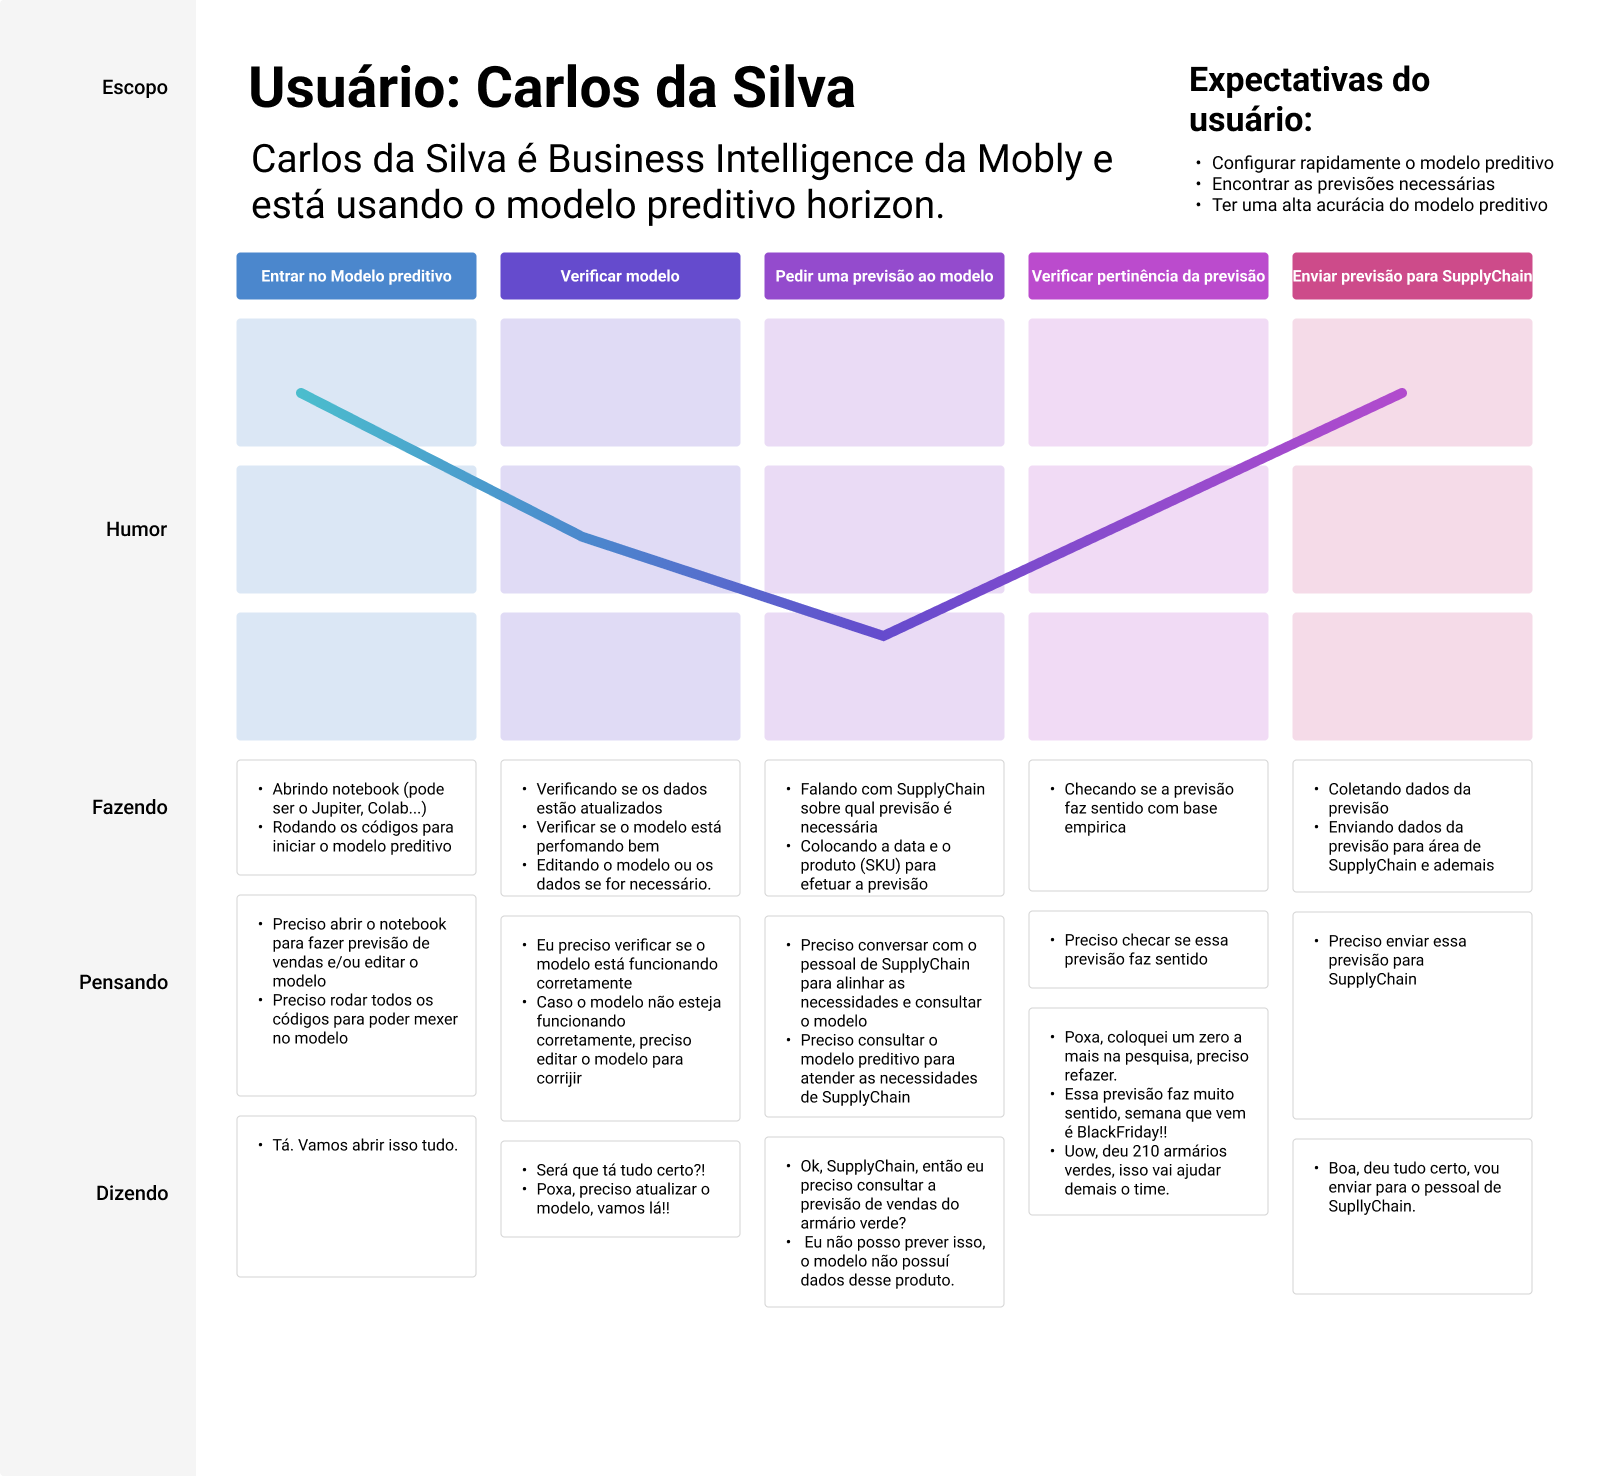 Escopo
Usuário: Carlos da Silva
Carlos da Silva é Business Intelligence da Mobly e
está usando o modelo preditivo horizon.
Expectativas do
usuário:
• Configurar rapidamente o modelo preditivo
• Encontrar as previsões necessárias
• Ter uma alta acurácia do modelo preditivo
Entrar no Modelo preditivo
Verificar modelo
Pedir uma previsão ao modelo
Verificar pertinência da previsão
Enviar previsão para SupplyChain
Humor
Fazendo
• Abrindo notebook (pode
ser o Jupiter, Colab...)
• Rodando os códigos para
iniciar o modelo preditivo
• Verificando se os dados
estão atualizados
• Verificar se o modelo está
perfomando bem
• Editando o modelo ou os
dados se for necessário.
• Falando com SupplyChain
sobre qual previsão é
necessária
• Colocando a data e o
produto (SKU) para
efetuar a previsão
• Checando se a previsão
faz sentido com base
empirica
• Coletando dados da
previsão
• Enviando dados da
previsão para área de
SupplyChain e ademais
Pensando
• Preciso abrir o notebook
para fazer previsão de
vendas e/ou editar o
modelo
• Preciso rodar todos os
códigos para poder mexer
no modelo
• Eu preciso verificar se o
modelo está funcionando
corretamente
• Caso o modelo não esteja
funcionando
corretamente, preciso
editar o modelo para
corrijir
• Preciso conversar com o
pessoal de SupplyChain
para alinhar as
necessidades e consultar
o modelo
• Preciso consultar o
modelo preditivo para
atender as necessidades
de SupplyChain
• Preciso checar se essa
previsão faz sentido
• Preciso enviar essa
previsão para
SupplyChain
Dizendo
• Tá. Vamos abrir isso tudo.
• Será que tá tudo certo?!
• Poxa, preciso atualizar o
modelo, vamos lá!!
• Ok, SupplyChain, então eu
preciso consultar a
previsão de vendas do
armário verde?
• Eu não posso prever isso,
o modelo não possuí
dados desse produto.
• Poxa, coloquei um zero a
mais na pesquisa, preciso
refazer.
• Essa previsão faz muito
sentido, semana que vem
é BlackFriday!!
• Uow, deu 210 armários
verdes, isso vai ajudar
demais o time.
• Boa, deu tudo certo, vou
enviar para o pessoal de
SupllyChain.